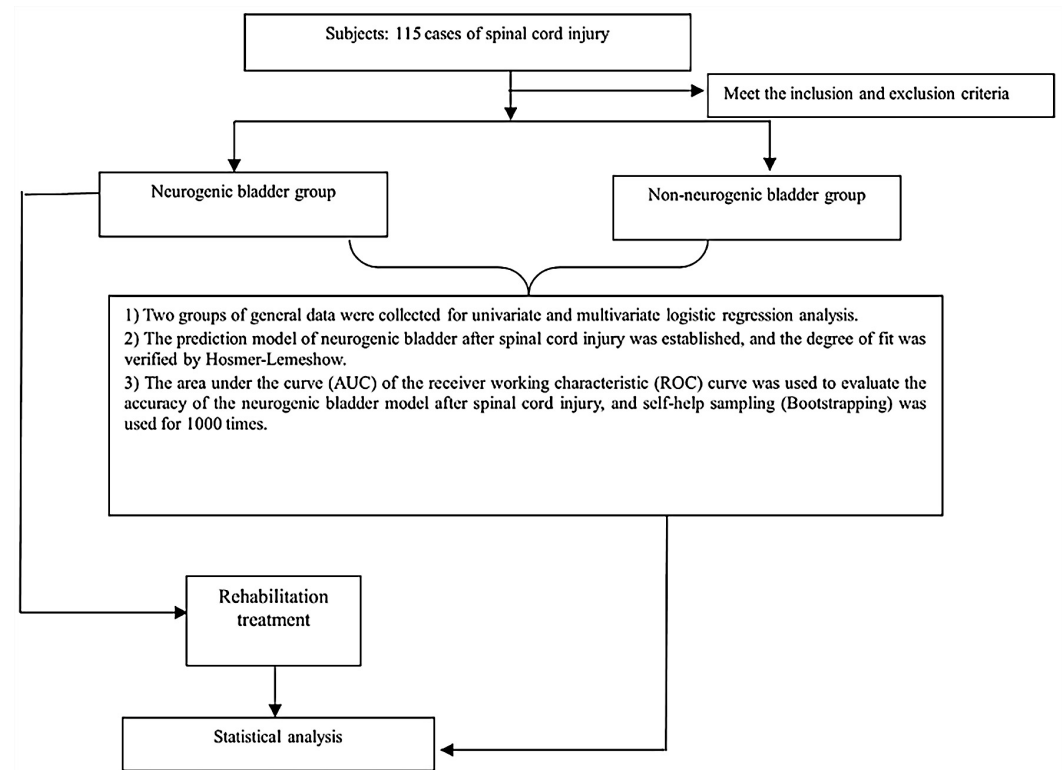 Subjects: 115 cases of spinal cord injury
Meet the inclusion and exclusion criteria
Neurogenic bladder group
Non-neurogenic bladder group
1) Two groups of general data were collected for univariate and multivariate logistic regression analysis.
2) The prediction model of neurogenic bladder after spinal cord injury was established, and the degree of fit was
verified by Hosmer-Lemeshow.
3) The area under the curve (AUC) of the receiver working characteristic (ROC) curve was used to evaluate the
accuracy of the neurogenic bladder model after spinal cord injury, and self-help sampling (Bootstrapping) was
used for 1000 times.
Rehabilitation
treatment
Statistical analysis